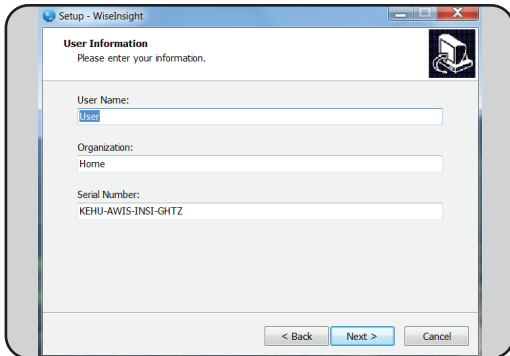 Setup - WiseInsight
User Information
Please enter your information.
User Name:
User
Organization:
Home
Serial Number:
KEHU-AWIS-INSI-GHTZ
< Back Next > Cancel